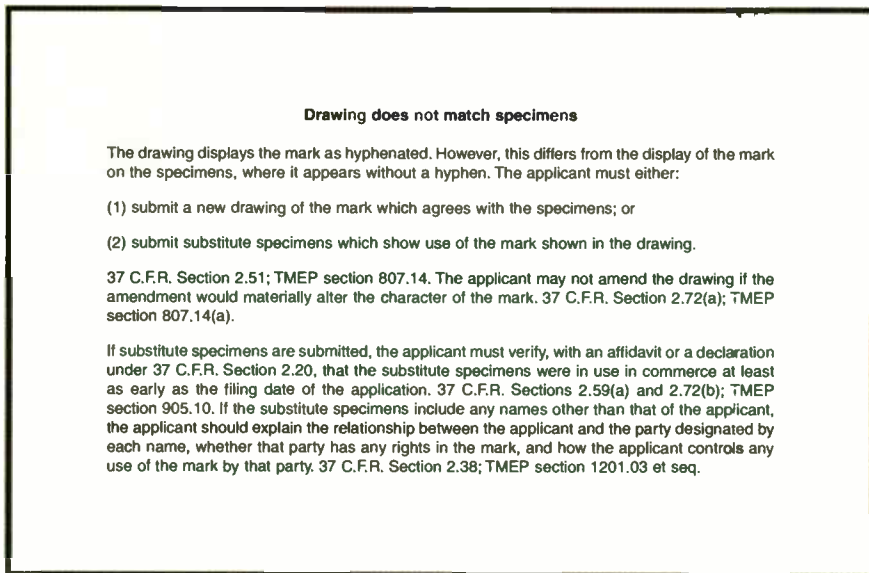 Drawing does not match specimens
The drawing displays the mark as hyphenated. However, this differs from the display of the mark
on the specimens, where it appears without a hyphen. The applicant must either:
(1) submit a new drawing of the mark which agrees with the specimens; or
(2) submit substitute specimens which show use of the mark shown in the drawing.
37 C.F.R. Section 2.51; TMEP section 807.14. The applicant may not amend the drawing if the
amendment would materially alter the character of the mark. 37 C.F.R. Section 2.72(a); TMEP
section 807.14(a).
If substitute specimens are submitted, the applicant must verify, with an affidavit or a declaration
under 37 C.F.R. Section 2.20, that the substitute specimens were in use in commerce at least
as early as the filing date of the application. 37 C.F.R. Sections 2.59(a) and 2.72(b); TMEP
section 905.10. If the substitute specimens include any names other than that of the applicant,
the applicant should explain the relationship between the applicant and the party designated by
each name, whether that party has any rights in the mark, and how the applicant controls any
use of the mark by that party. 37 C.F.R. Section 2.38; TMEP section 1201.03 et seq.